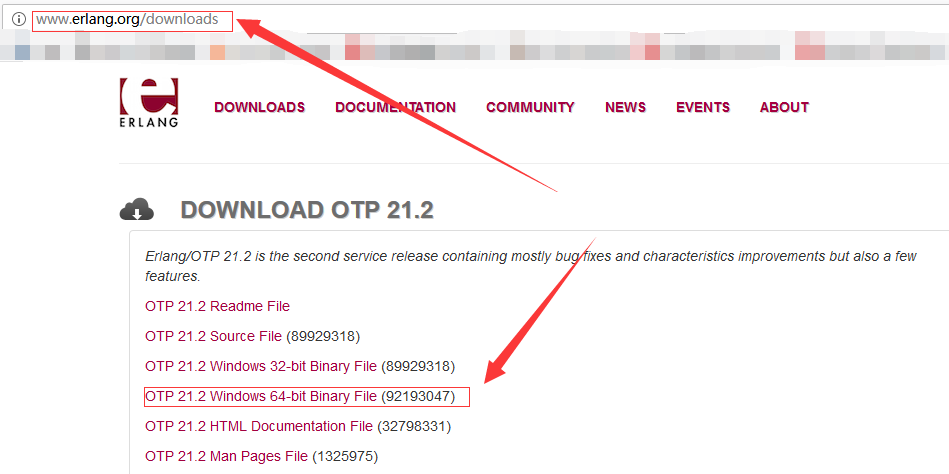 www.erlang.org/downloads
e
ERLANG
DOWNLOADS DOCUMENTATION COMMUNITY NEWS EVENTS ABOUT
DOWNLOAD OTP 21.2
Erlang/OTP 21.2 is the second service release containing mostly bug fixes and characteristics improvements but also a few
features.
OTP 21.2 Readme File
OTP 21.2 Source File (89929318)
OTP 21.2 Windows 32-bit Binary File (89929318)
OTP 21.2 Windows 64-bit Binary File (92193047)
OTP 21.2 HTML Documentation File (32798331)
OTP 21.2 Man Pages File (1325975)